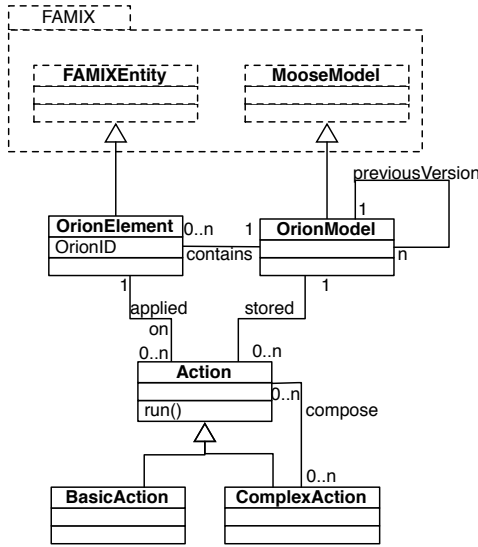 FAMIX
FAMIXEntity
MooseModel
previousVersion
1
OrionElement
OrionID
0..n
1
contains
OrionModel
n
1
applied
on
0..n
1
stored
0..n
Action
run()
0..n
compose
0..n
BasicAction
ComplexAction